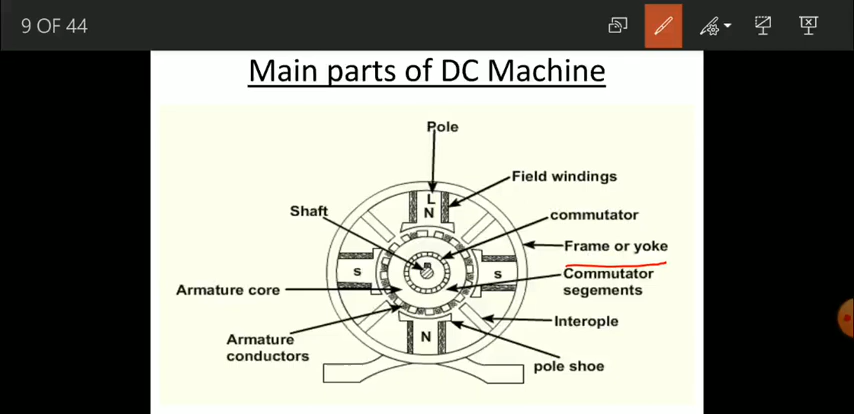 9 OF 44
Main parts of DC Machine
Pole
Field windings
Shaft
commutator
Frame or yoke
Commutator
segements
Armature core
Interople
Armature
conductors
pole shoe
L
N
s
s
N